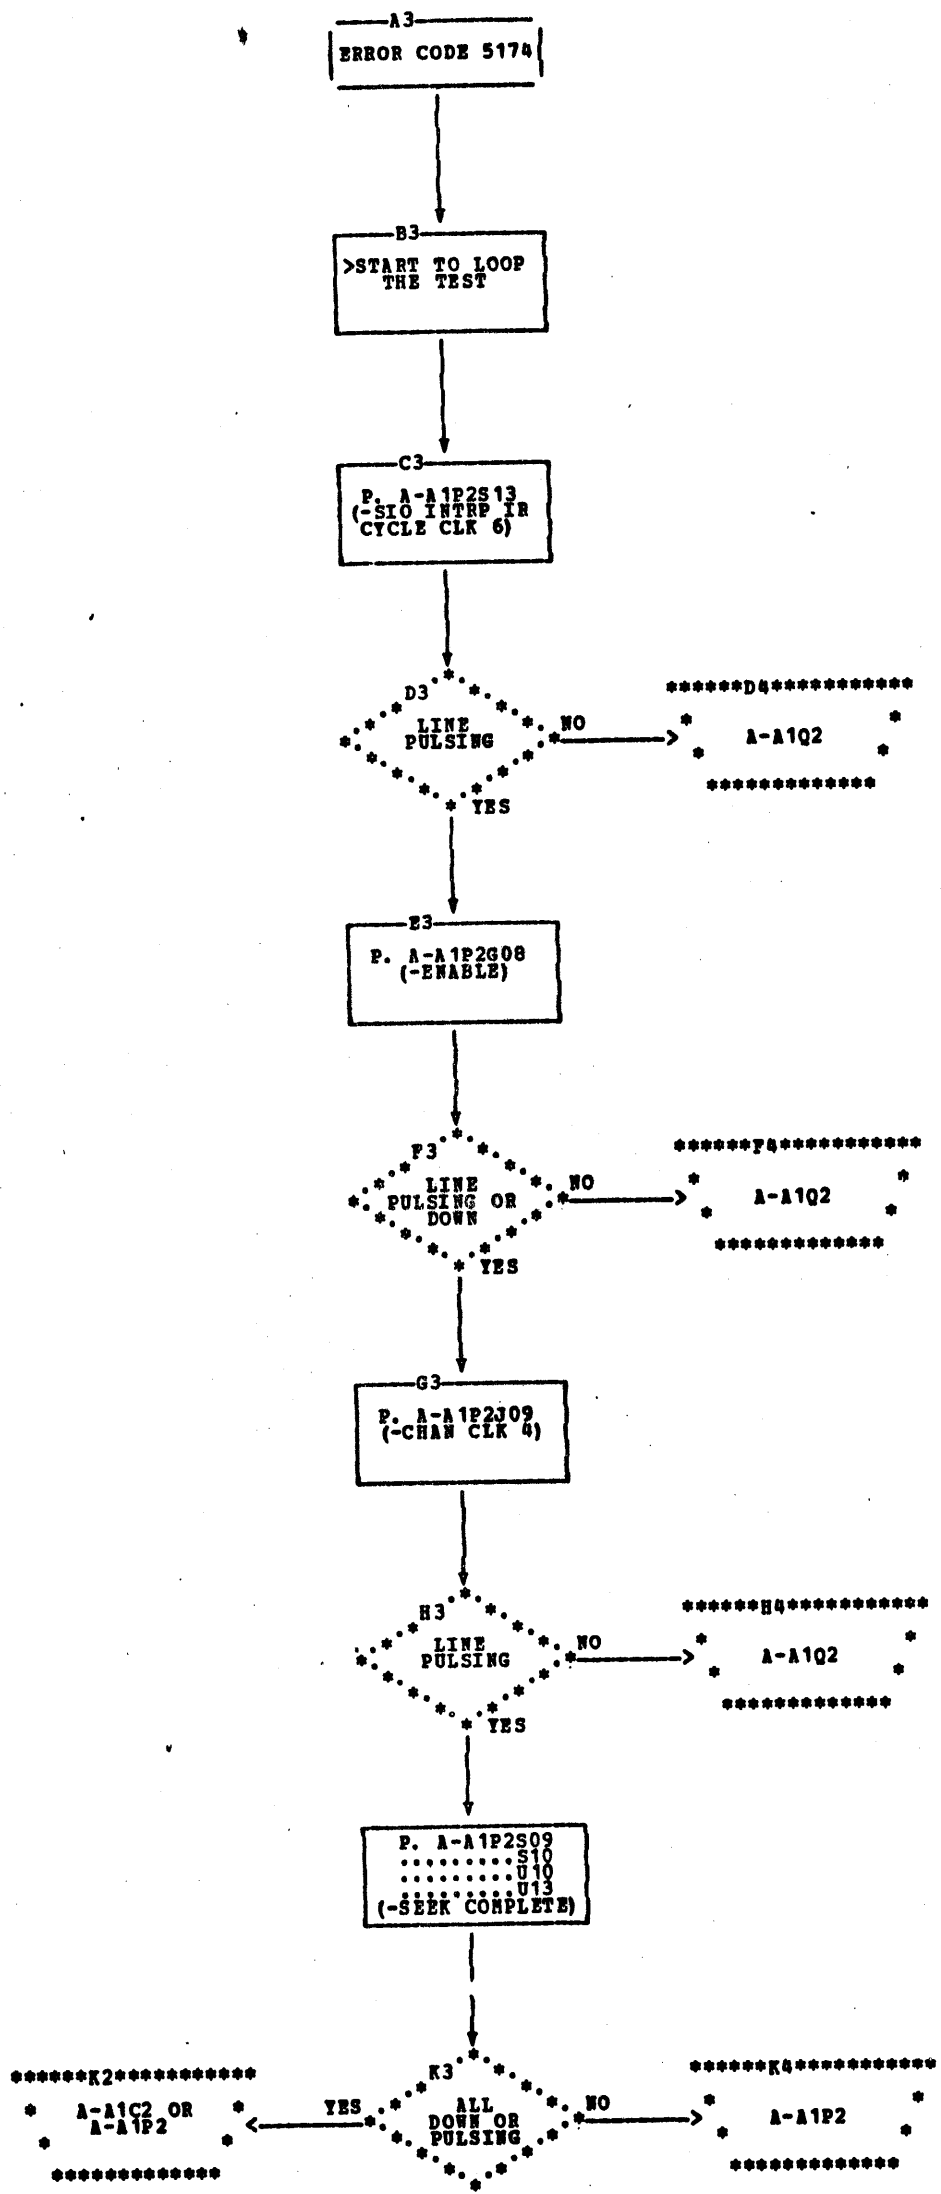 A3
ERROR CODE 5174
B3
>START TO LOOP
THE TEST
C3
P. A-A1P2S13
(-SIO INTRP IR
CYCLE CLK 6)
D3
LINE
PULSING
NO
YES
******D4***********
A-A1Q2
E3
P. A-A1P2G08
(-ENABLE)
F3
LINE
PULSING OR
DOWN
NO
YES
******F4***********
A-A1Q2
G3
P. A-A1P2J09
(-CHAN CLK 4)
H3
LINE
PULSING
NO
YES
******H4***********
A-A1Q2
P. A-A1P2S09
.........S10
.........U10
.........U13
(-SEEK COMPLETE)
K3
ALL
DOWN OR
PULSING
YES
NO
******K2***********
A-A1C2 OR
A-A1P2
******K4***********
A-A1P2